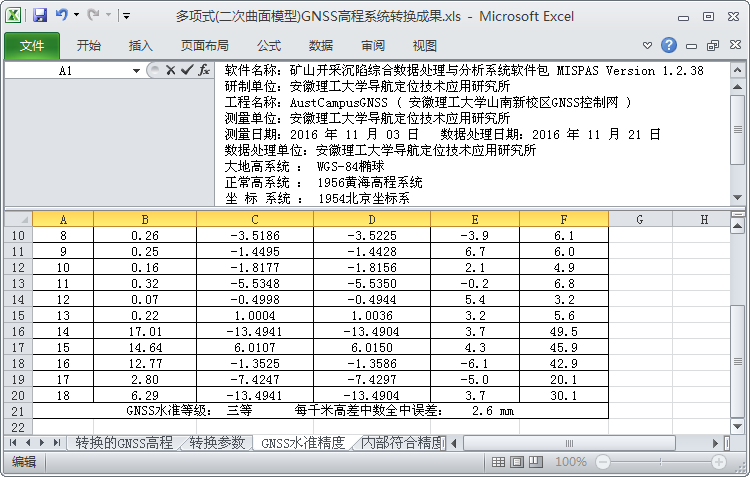 多项式(二次曲面模型)GNSS高程系统转换成果.xls - Microsoft Excel
文件 开始 插入 页面布局 公式 数据 审阅 视图
A1 fx
软件名称: 矿山开采沉陷综合数据处理与分析系统软件包 MISPAS Version 1.2.38
研制单位: 安徽理工大学导航定位技术应用研究所
工程名称: AustCampusGNSS ( 安徽理工大学山南新校区GNSS控制网 )
测量单位: 安徽理工大学导航定位技术应用研究所
测量日期: 2016 年 11 月 03 日 数据处理日期: 2016 年 11 月 21 日
数据处理单位: 安徽理工大学导航定位技术应用研究所
大地高系统 : WGS-84椭球
正常高系统 : 1956黄海高程系统
坐 标 系统 : 1954北京坐标系
A B C D E F G H
10 8 0.26 -3.5186 -3.5225 -3.9 6.1
11 9 0.25 -1.4495 -1.4428 6.7 6.0
12 10 0.16 -1.8177 -1.8156 2.1 4.9
13 11 0.32 -5.5348 -5.5350 -0.2 6.8
14 12 0.07 -0.4998 -0.4944 5.4 3.2
15 13 0.22 1.0004 1.0036 3.2 5.6
16 14 17.01 -13.4941 -13.4904 3.7 49.5
17 15 14.64 6.0107 6.0150 4.3 45.9
18 16 12.77 -1.3525 -1.3586 -6.1 42.9
19 17 2.80 -7.4247 -7.4297 -5.0 20.1
20 18 6.29 -13.4941 -13.4904 3.7 30.1
21 GNSS水准等级: 三等 每千米高差中数全中误差: 2.6 mm
22
转换的GNSS高程 转换参数 GNSS水准精度 内部符合精度
编辑 100%